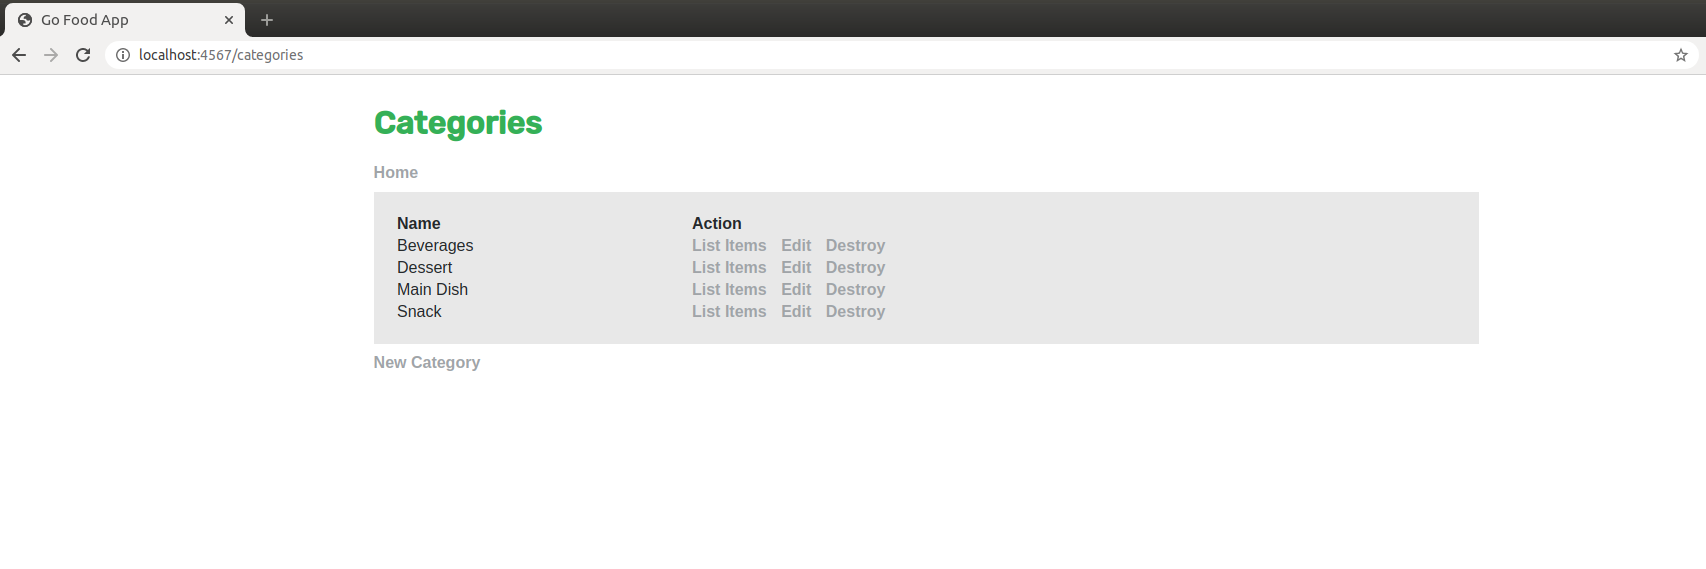 Go Food App
localhost:4567/categories
Categories
Home
Name Action
Beverages List Items Edit Destroy
Dessert List Items Edit Destroy
Main Dish List Items Edit Destroy
Snack List Items Edit Destroy
New Category